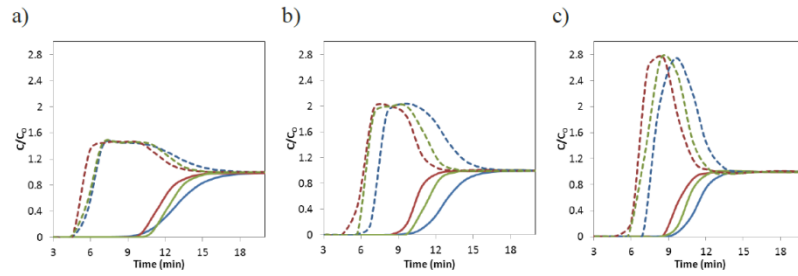 a) b) c)
2.8 2.8 2.8
2.4 2.4 2.4
2 2 2
1.6 1.6 1.6
C/C₀ C/C₀ C/C₀
1.2 1.2 1.2
0.8 0.8 0.8
0.4 0.4 0.4
0 0 0
3 6 9 12 15 18 3 6 9 12 15 18 3 6 9 12 15 18
Time (min) Time (min) Time (min)